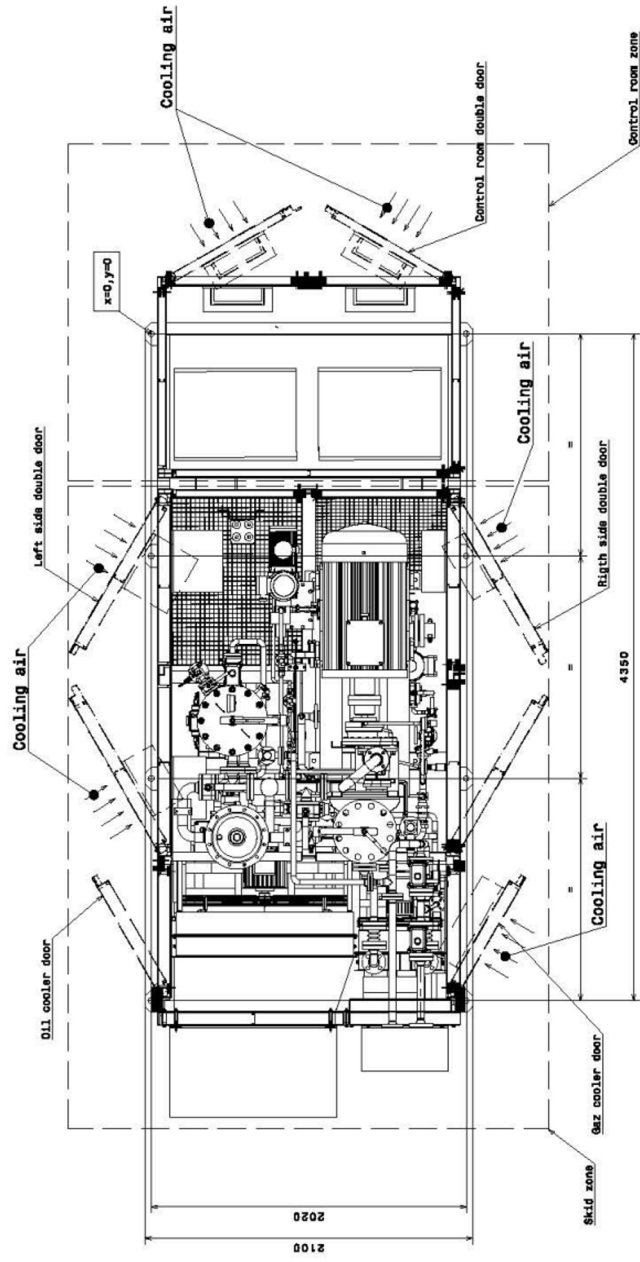 Cooling air
Control room double door
Control room zone
x=0,y=0
Cooling air
Left side double door
Rigth side double door
Cooling air
4350
=
=
=
Oil cooler door
Cooling air
Gaz cooler door
Skid zone
2020
2100